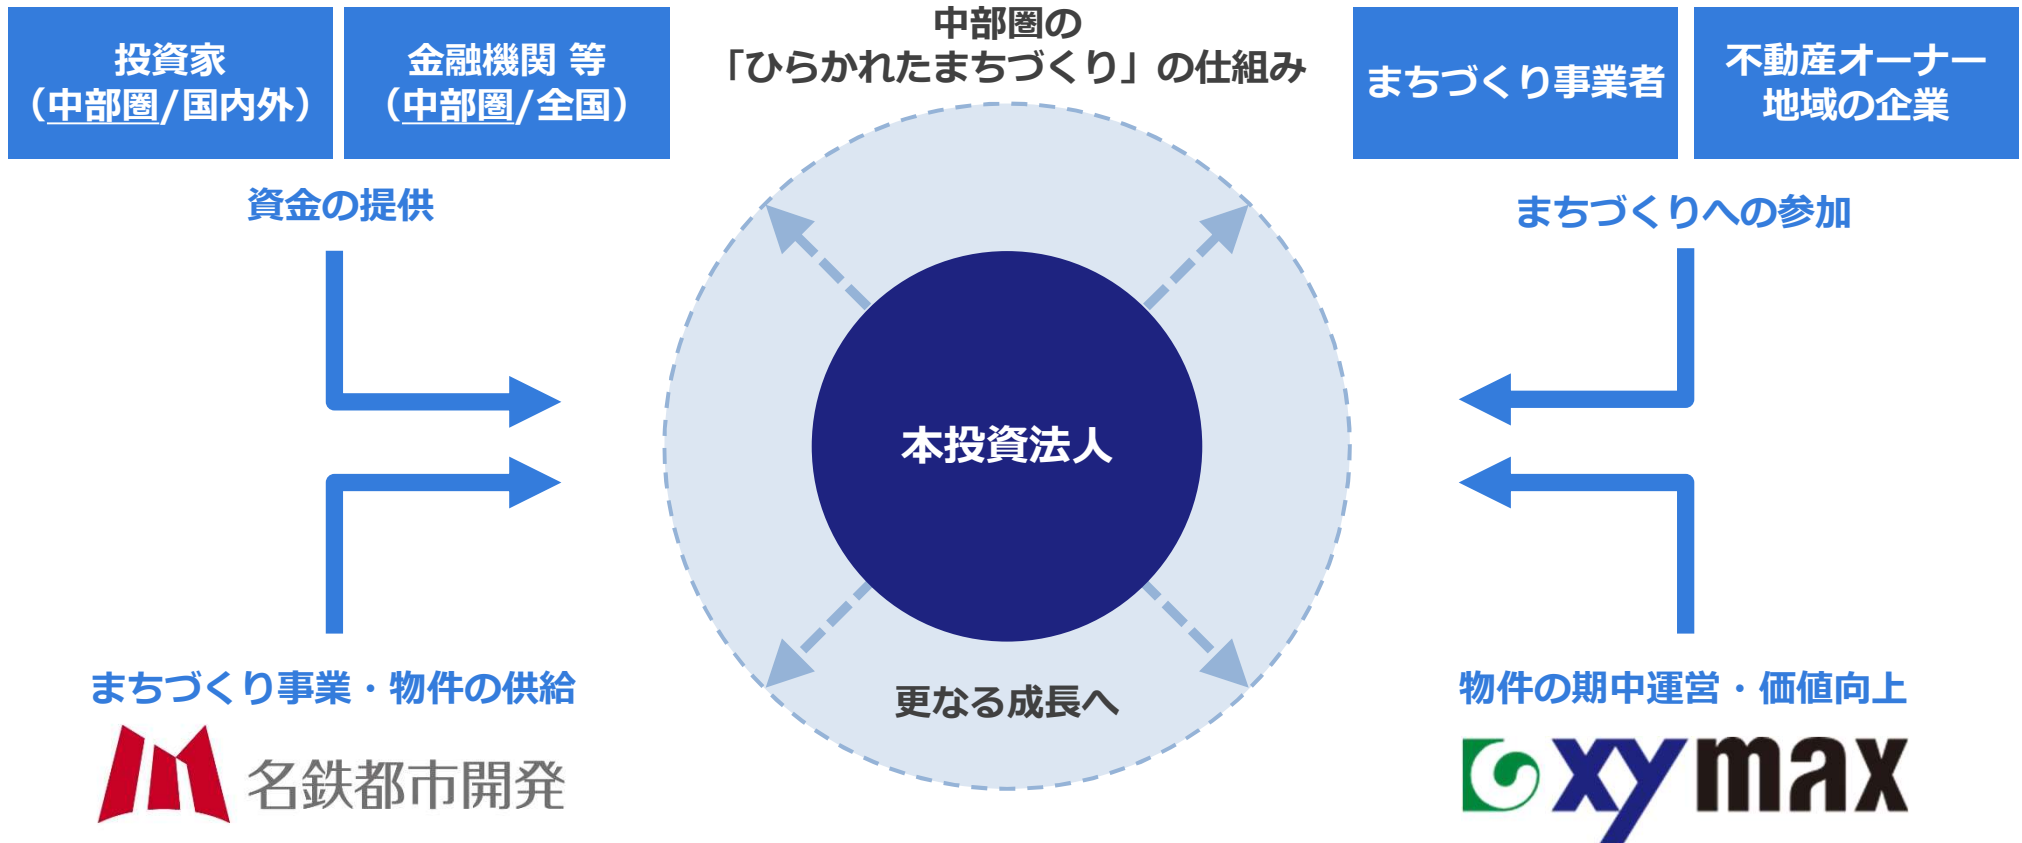 中部圏の
「ひらかれたまちづくり」の仕組み
投資家
（中部圏/国内外）
金融機関 等
（中部圏/全国）
まちづくり事業者
不動産オーナー
地域の企業
資金の提供
まちづくりへの参加
本投資法人
更なる成長へ
まちづくり事業・物件の供給
名鉄都市開発
物件の期中運営・価値向上
xymax